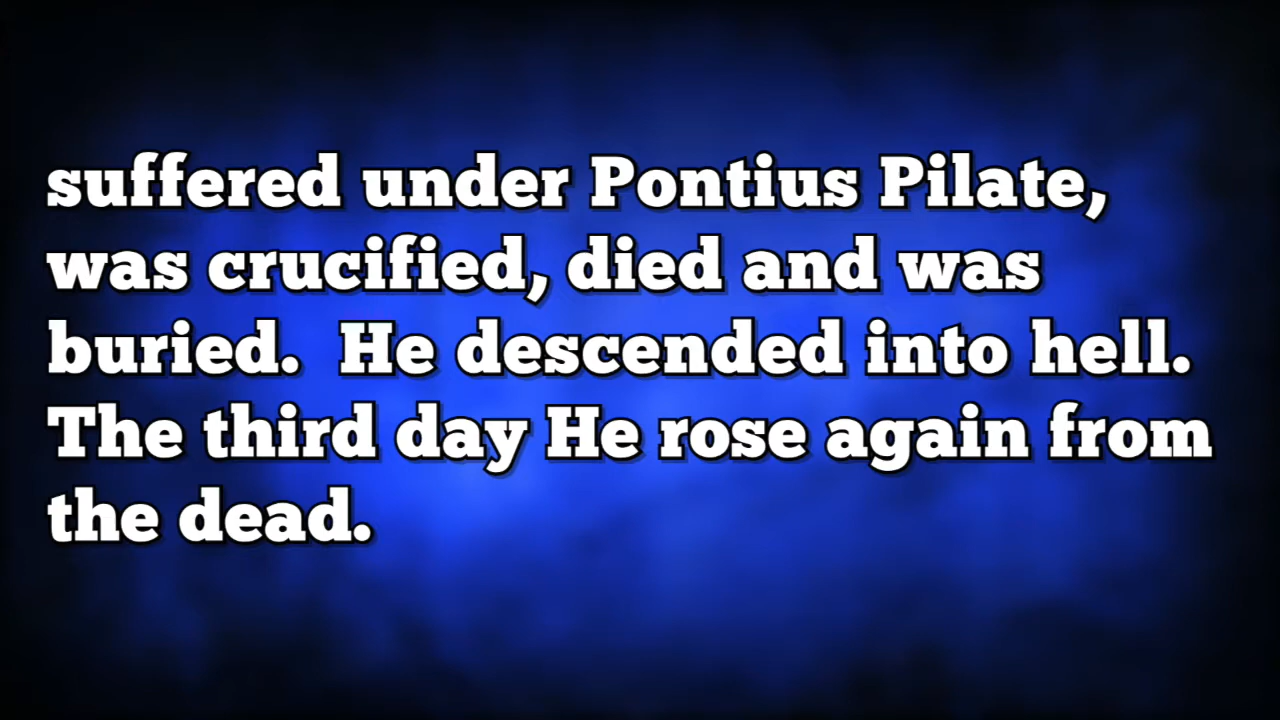 suffered under Pontius Pilate,
was crucified, died and was
buried.  He descended into hell.
The third day He rose again from
the dead.